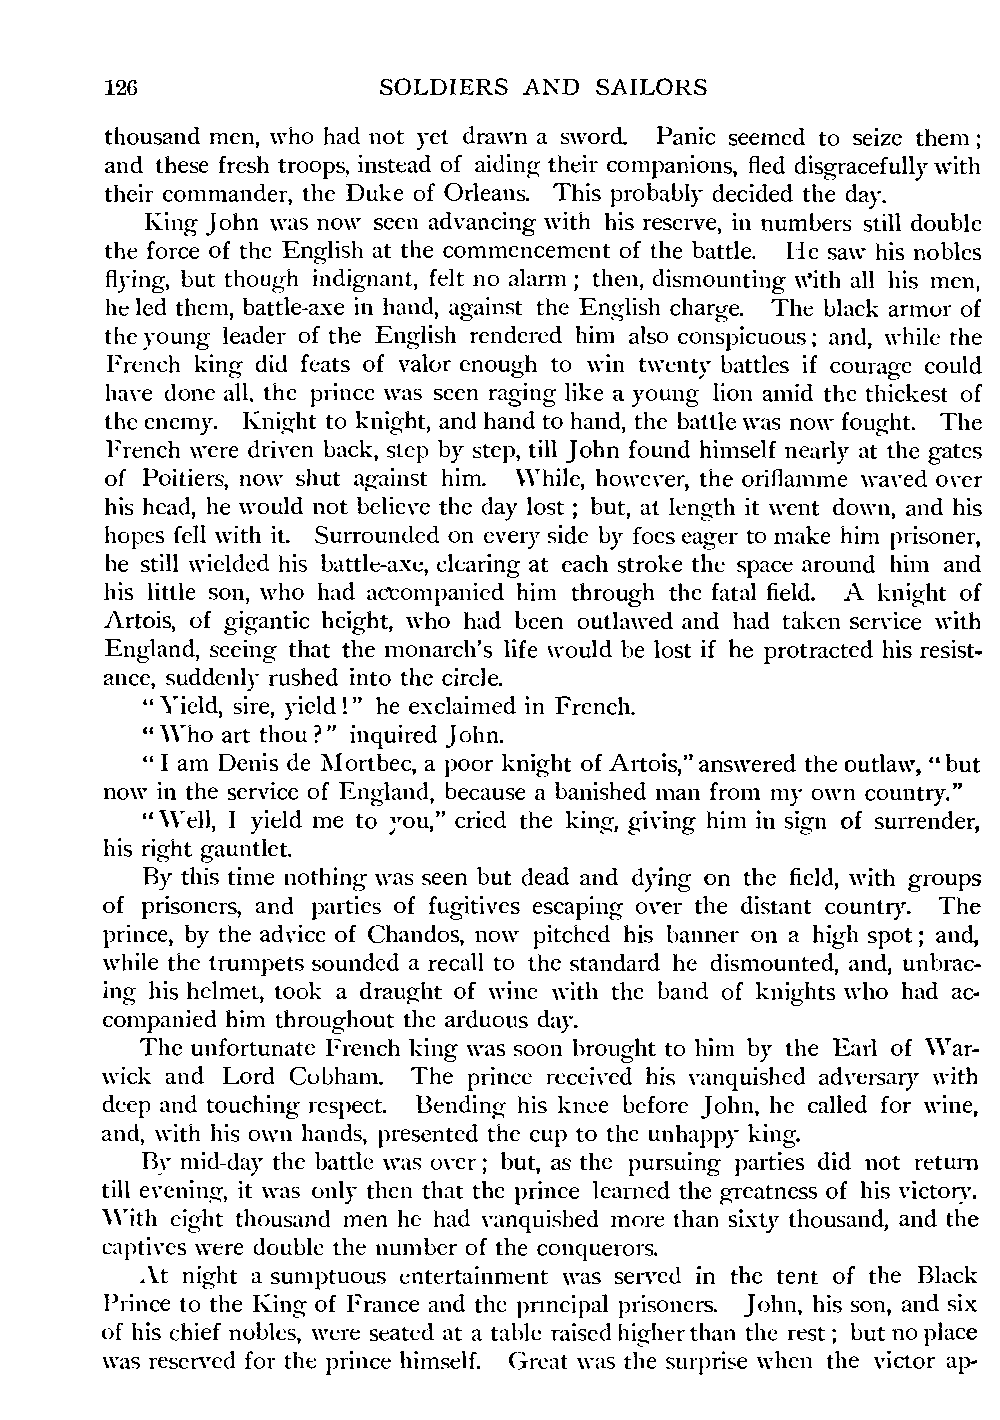 126 SOLDIERS AND SAILORS
thousand men, who had not yet drawn a sword. Panic seemed to seize them;
and these fresh troops, instead of aiding their companions, fled disgracefully with
their commander, the Duke of Orleans. This probably decided the day.
King John was now seen advancing with his reserve, in numbers still double
the force of the English at the commencement of the battle. He saw his nobles
flying, but though indignant, felt no alarm; then, dismounting with all his men,
he led them, battle-axe in hand, against the English charge. The black armor of
the young leader of the English rendered him also conspicuous; and, while the
French king did feats of valor enough to win twenty battles if courage could
have done all, the prince was seen raging like a young lion amid the thickest of
the enemy. Knight to knight, and hand to hand, the battle was now fought. The
French were driven back, step by step, till John found himself nearly at the gates
of Poitiers, now shut against him. While, however, the oriflamme waved over
his head, he would not believe the day lost; but, at length it went down, and his
hopes fell with it. Surrounded on every side by foes eager to make him prisoner,
he still wielded his battle-axe, clearing at each stroke the space around him and
his little son, who had accompanied him through the fatal field. A knight of
Artois, of gigantic height, who had been outlawed and had taken service with
England, seeing that the monarch's life would be lost if he protracted his resist-
ance, suddenly rushed into the circle.
"Yield, sire, yield!" he exclaimed in French.
"Who art thou?" inquired John.
"I am Denis de Mortbec, a poor knight of Artois," answered the outlaw, "but
now in the service of England, because a banished man from my own country."
"Well, I yield me to you," cried the king, giving him in sign of surrender,
his right gauntlet.
By this time nothing was seen but dead and dying on the field, with groups
of prisoners, and parties of fugitives escaping over the distant country. The
prince, by the advice of Chandos, now pitched his banner on a high spot; and,
while the trumpets sounded a recall to the standard he dismounted, and, unbrac-
ing his helmet, took a draught of wine with the band of knights who had ac-
companied him throughout the arduous day.
The unfortunate French king was soon brought to him by the Earl of War-
wick and Lord Cobham. The prince received his vanquished adversary with
deep and touching respect. Bending his knee before John, he called for wine,
and, with his own hands, presented the cup to the unhappy king.
By mid-day the battle was over; but, as the pursuing parties did not return
till evening, it was only then that the prince learned the greatness of his victory.
With eight thousand men he had vanquished more than sixty thousand, and the
captives were double the number of the conquerors.
At night a sumptuous entertainment was served in the tent of the Black
Prince to the King of France and the principal prisoners. John, his son, and six
of his chief nobles, were seated at a table raised higher than the rest; but no place
was reserved for the prince himself. Great was the surprise when the victor ap-